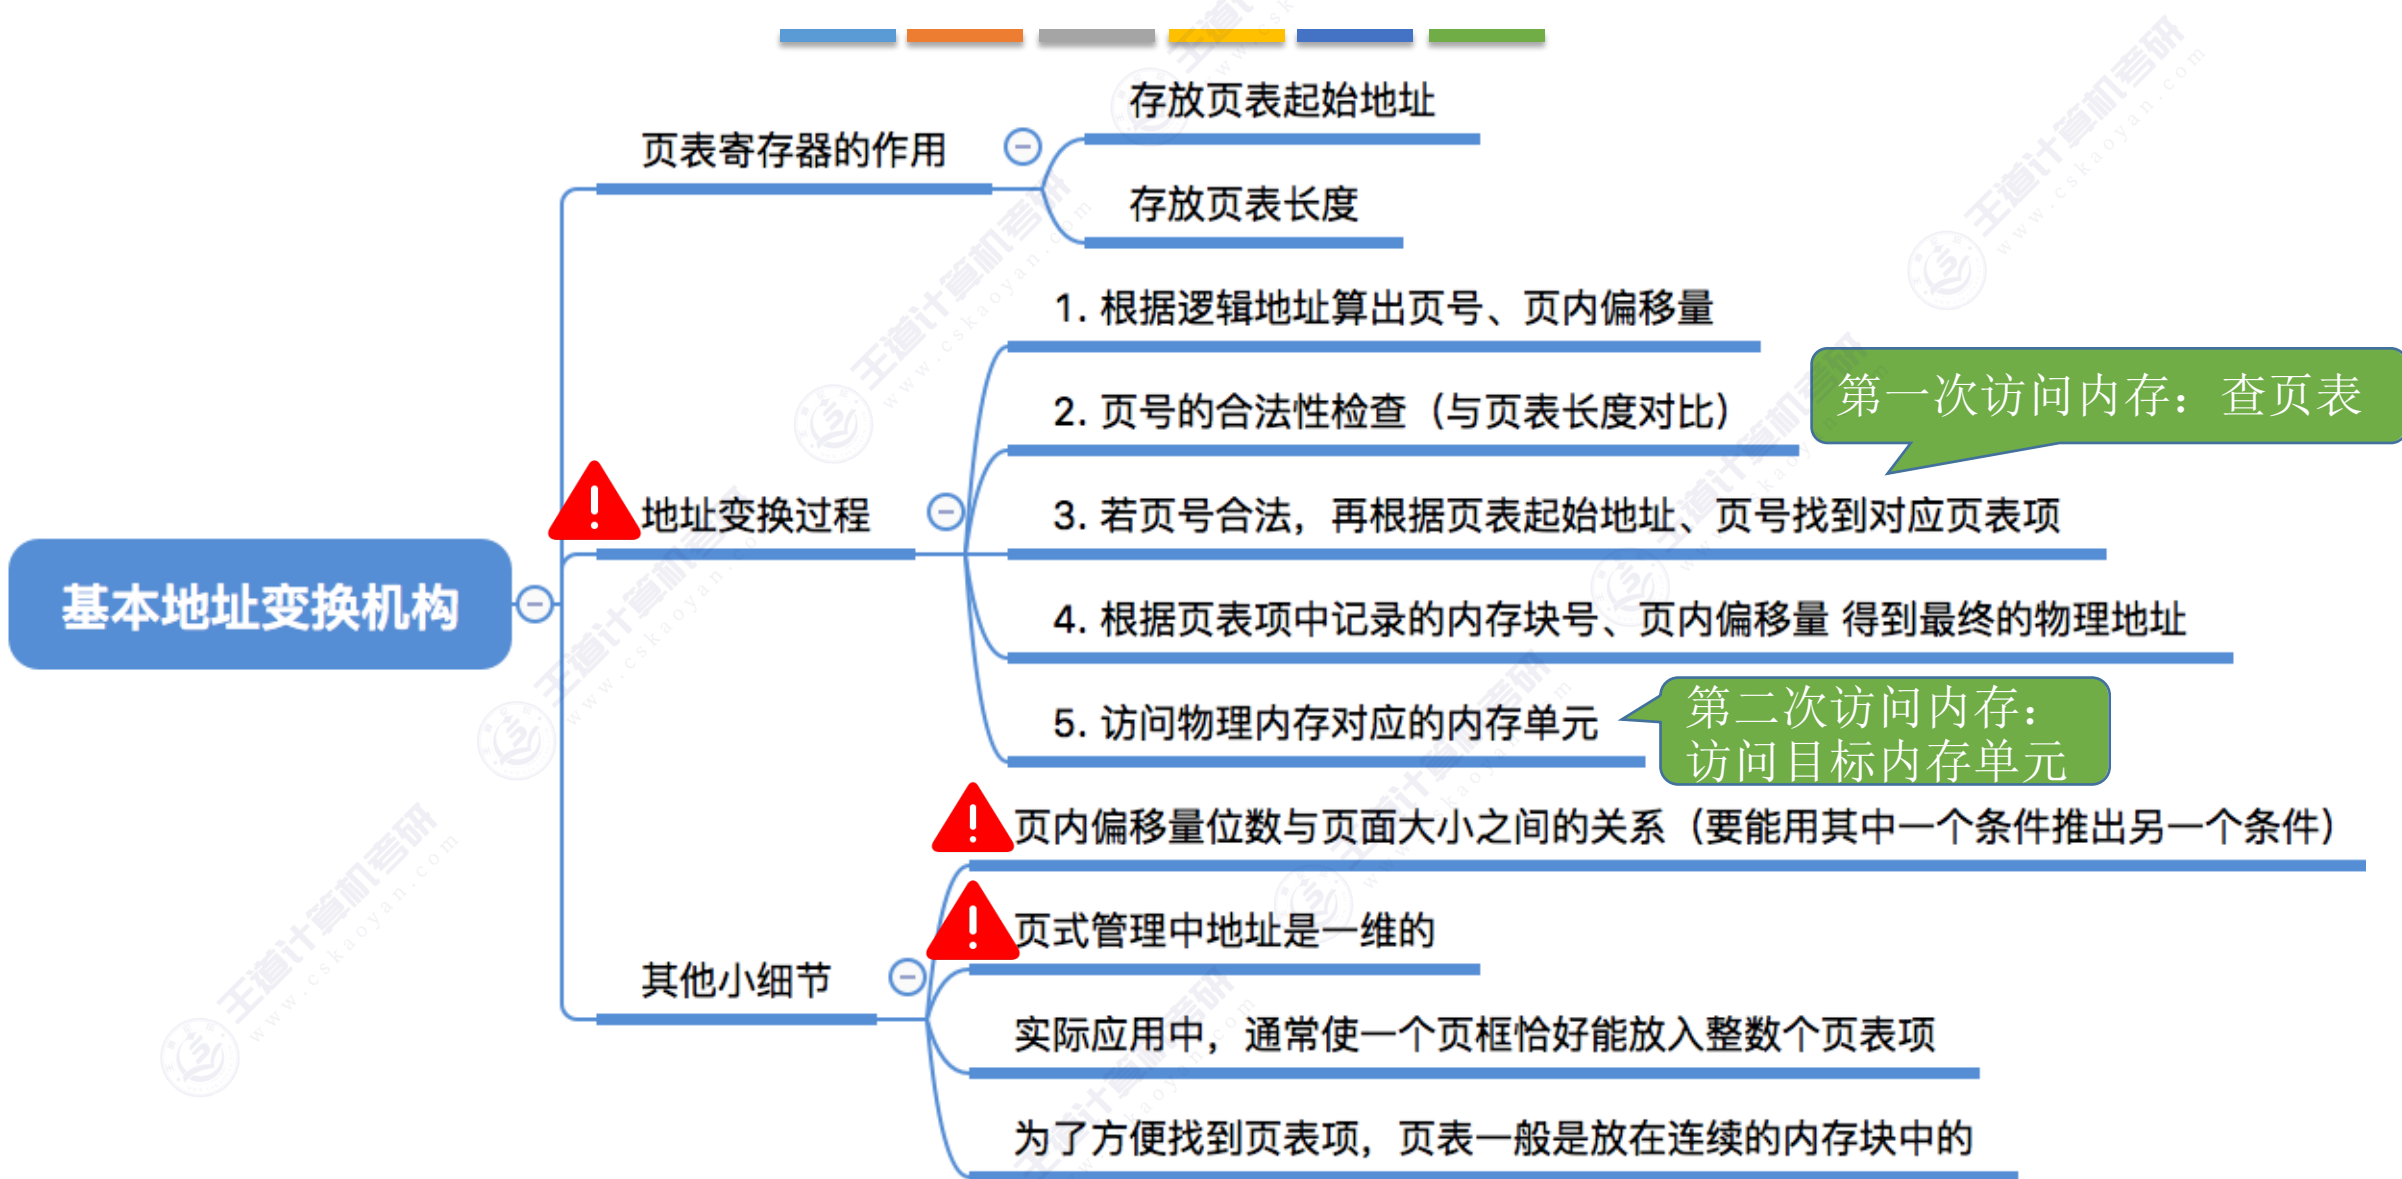 存放页表起始地址
页表寄存器的作用
存放页表长度
1. 根据逻辑地址算出页号、页内偏移量
2. 页号的合法性检查（与页表长度对比）
第一次访问内存：查页表
地址变换过程
3. 若页号合法，再根据页表起始地址、页号找到对应页表项
基本地址变换机构
4. 根据页表项中记录的内存块号、页内偏移量 得到最终的物理地址
5. 访问物理内存对应的内存单元
第二次访问内存：
访问目标内存单元
页内偏移量位数与页面大小之间的关系（要能用其中一个条件推出另一个条件）
页式管理中地址是一维的
其他小细节
实际应用中，通常使一个页框恰好能放入整数个页表项
为了方便找到页表项，页表一般是放在连续的内存块中的
王道计算机考研
www.cskaoyan.com